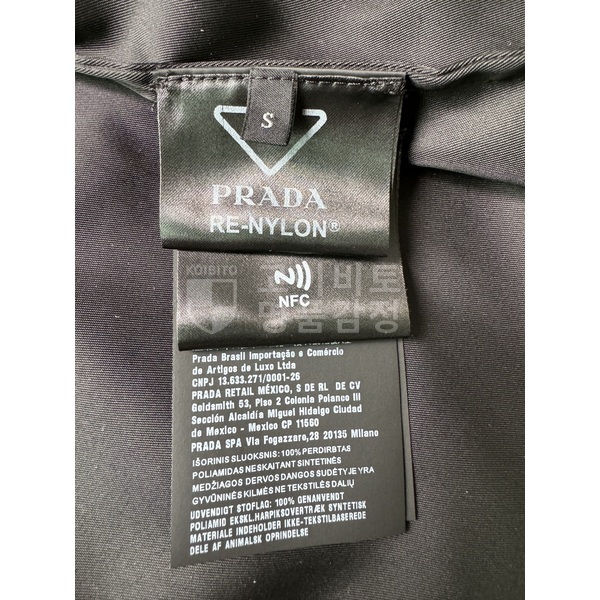 S
PRADA
RE-NYLON®
KOIBITO
코이비토
명품감정
NFC
Prada Brasil Importação e Comércio
de Artigos de Luxo Ltda
CNPJ 13.633.271/0001-26
PRADA RETAIL MÉXICO, S DE RL DE CV
Goldsmith 53, Piso 2 Colonia Polanco III
Sección Alcaldía Miguel Hidalgo Ciudad
de Mexico - Mexico CP 11560
PRADA SPA Via Fogazzaro,28 20135 Milano
IŠORINIS SLUOKSNIS: 100% PERDIRBTAS
POLIAMIDAS NESKAITANT SINTETINĖS
MEDŽIAGOS DERVOS DANGOS SUDĖTYJE YRA
GYVŪNINĖS KILMĖS NE TEKSTILĖS DALIŲ
UDVENDIGT STOFLAG: 100% GENANVENDT
POLIAMID EKSKL.HARPIKSOVERTRÆK SYNTETISK
MATERIALE INDEHOLDER IKKE-TEKSTILBASEREDE
DELE AF ANIMALSK OPRINDELSE